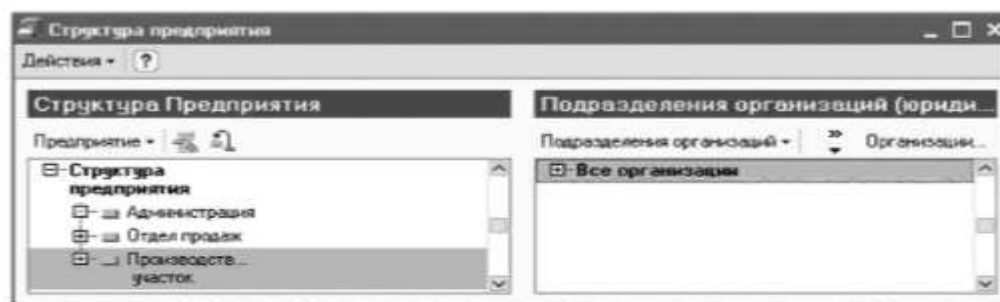 Структура предприятия
Действия ?
Структура Предприятия
Подразделения организаций (юриди...
Предприятие
Подразделения организаций
Организации...
Структура
предприятия
Администрация
Отдел продаж
Производств...
участок
Все организации